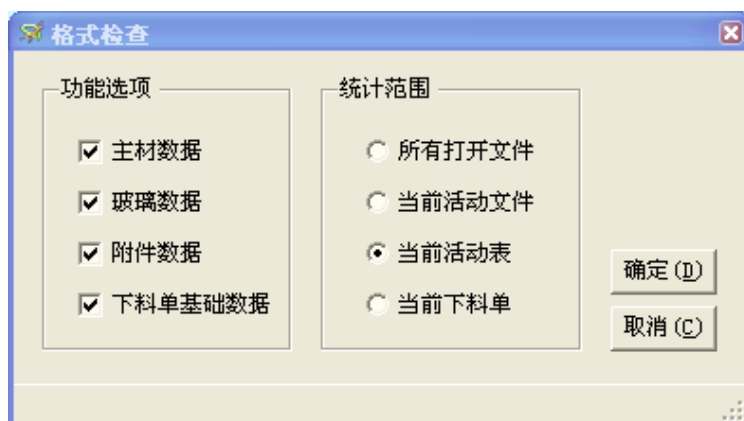 格式检查
功能选项
主材数据
玻璃数据
附件数据
下料单基础数据
统计范围
所有打开文件
当前活动文件
当前活动表
当前下料单
确定(D)
取消(C)